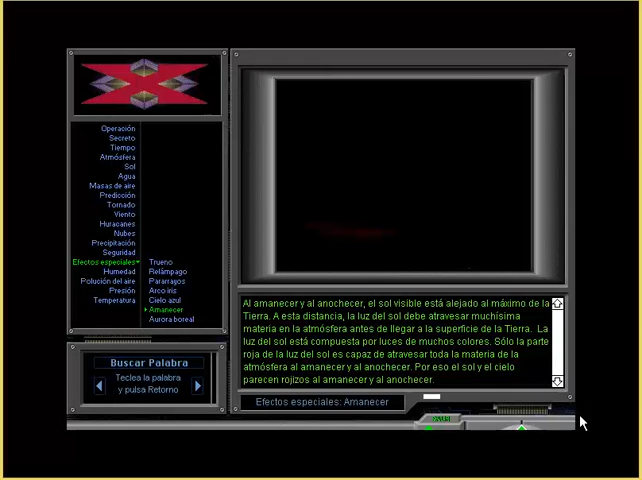 Operación
Secreto
Tiempo
Atmósfera
Sol
Agua
Masas de aire
Predicción
Tornado
Viento
Huracanes
Nubes
Precipitación
Seguridad
Efectos especiales
Humedad
Polución del aire
Presión
Temperatura
Trueno
Relámpago
Pararrayos
Arco iris
Cielo azul
Amanecer
Aurora boreal
Buscar Palabra
Teclea la palabra
y pulsa Retorno
Al amanecer y al anochecer, el sol visible está alejado al máximo de la
Tierra. A esta distancia, la luz del sol debe atravesar muchísima
materia en la atmósfera antes de llegar a la superficie de la Tierra. La
luz del sol está compuesta por luces de muchos colores. Sólo la parte
roja de la luz del sol es capaz de atravesar toda la materia de la
atmósfera al amanecer y al anochecer. Por eso el sol y el cielo
parecen rojizos al amanecer y al anochecer.
Efectos especiales: Amanecer